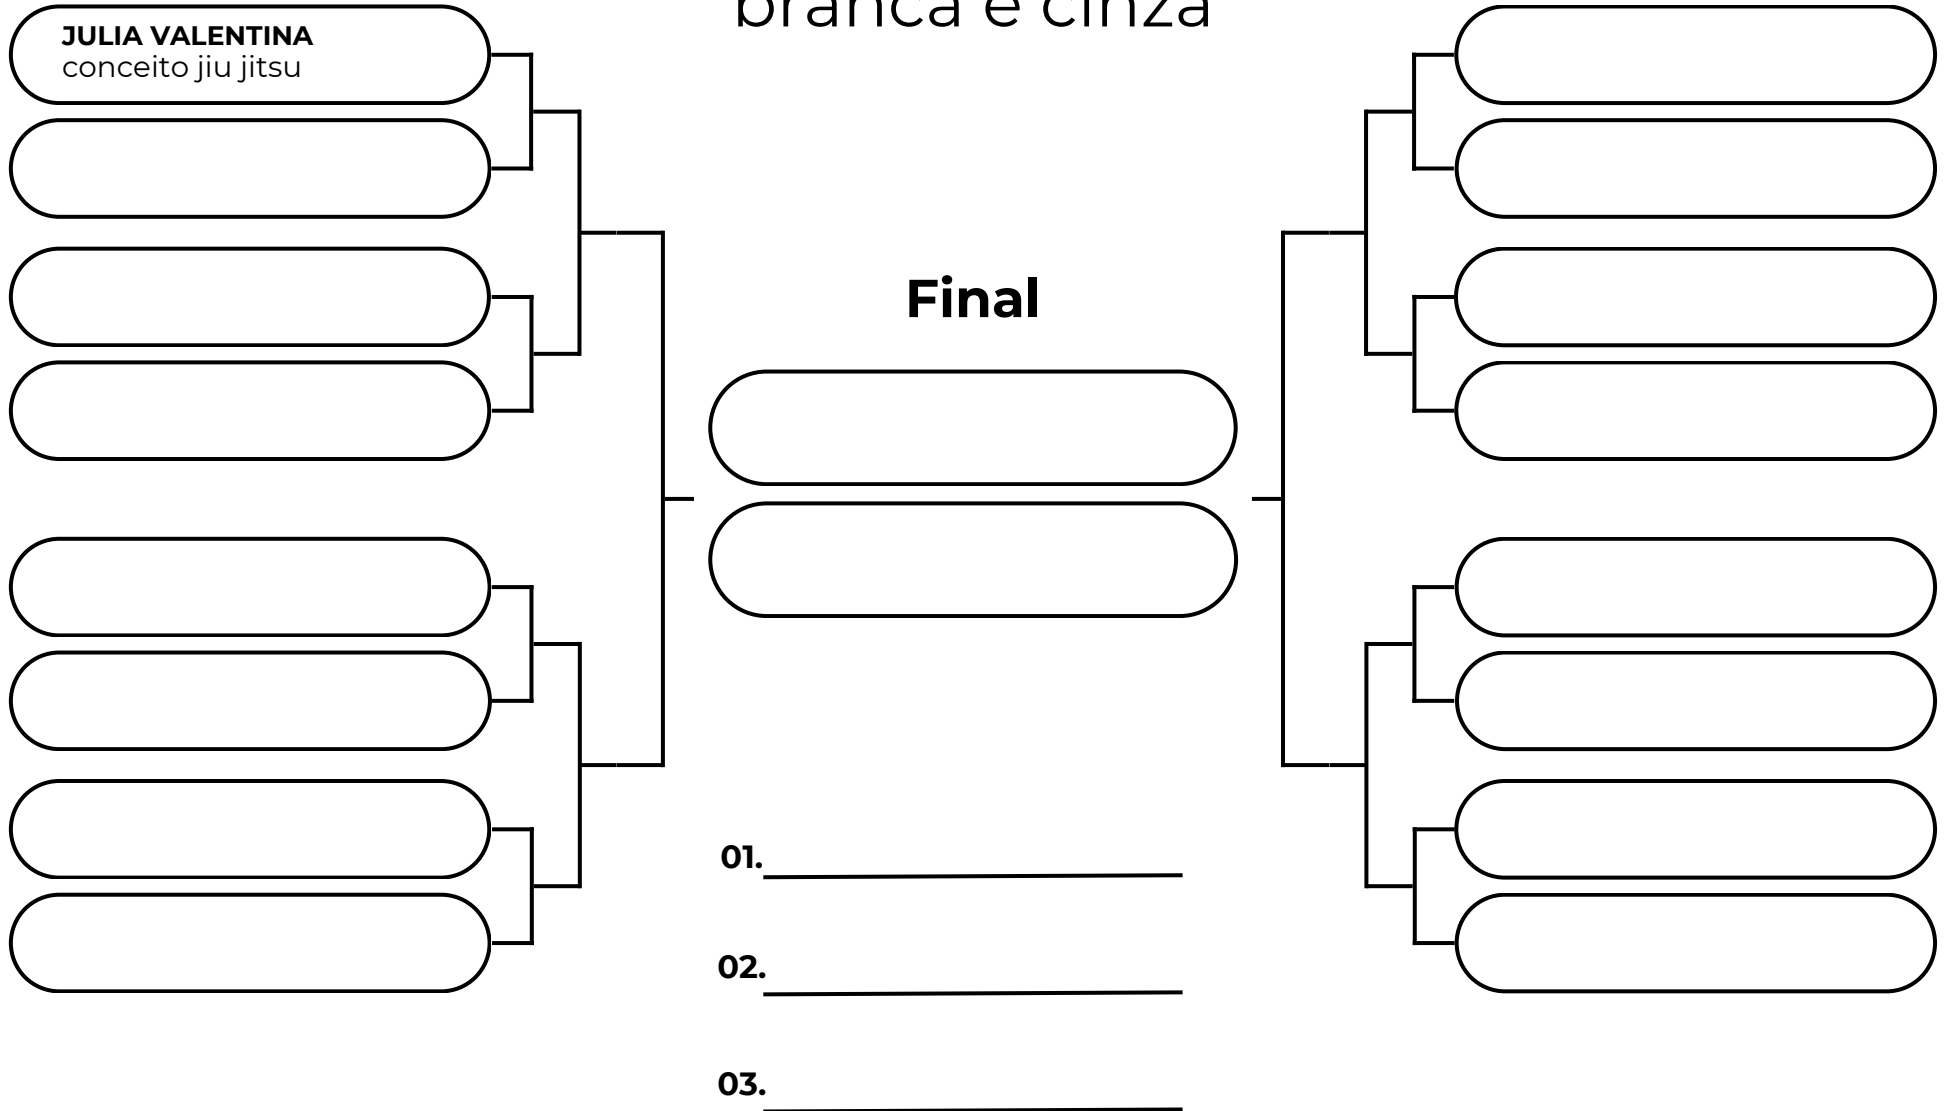 branca e cinza
JULIA VALENTINA
conceito jiu jitsu
Final
01.
02.
03.